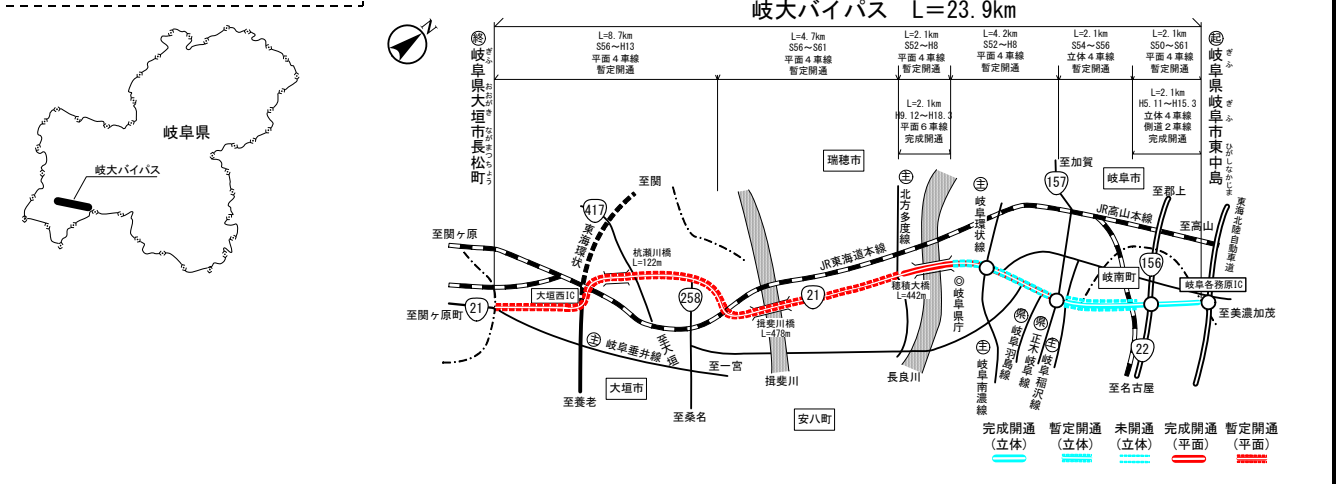 岐大バイパス L=23.9km
岐阜県
岐大バイパス
N
終 岐阜県大垣市長松町
ぎふ おおがき ながまつちょう
L=8.7km
S56～H13
平面4車線
暫定開通
L=4.7km
S56～S61
平面4車線
暫定開通
L=2.1km
S52～H8
平面4車線
暫定開通
L=4.2km
S52～H8
平面4車線
暫定開通
L=2.1km
S54～S56
立体4車線
暫定開通
L=2.1km
S50～S61
平面4車線
暫定開通
L=2.1km
H9.12～H18.3
平面6車線
完成開通
L=2.1km
H5.11～H15.3
立体4車線
側道2車線
完成開通
起 岐阜県岐阜市東中島
ぎふ ぎふ ひがしなかじま
瑞穂市
至加賀
157
岐阜市
至郡上
至関
417
東海環状
主 北方多度線
主 岐阜環状線
JR高山本線
至高山
東海北陸自動車道
至関ヶ原
杭瀬川橋
L=122m
JR東海道本線
穂積大橋
L=442m
◎岐阜県庁
岐南町
156
岐阜各務原IC
大垣西IC
258
21
揖斐川橋
L=478m
至関ヶ原町
21
至美濃加茂
主 岐阜垂井線
至大垣
至一宮
揖斐川
長良川
主 岐阜南濃線
県 岐阜羽島線
県 正木岐阜線
主 岐阜稲沢線
22
至名古屋
至養老
大垣市
至桑名
安八町
完成開通
(立体)
暫定開通
(立体)
未開通
(立体)
完成開通
(平面)
暫定開通
(平面)